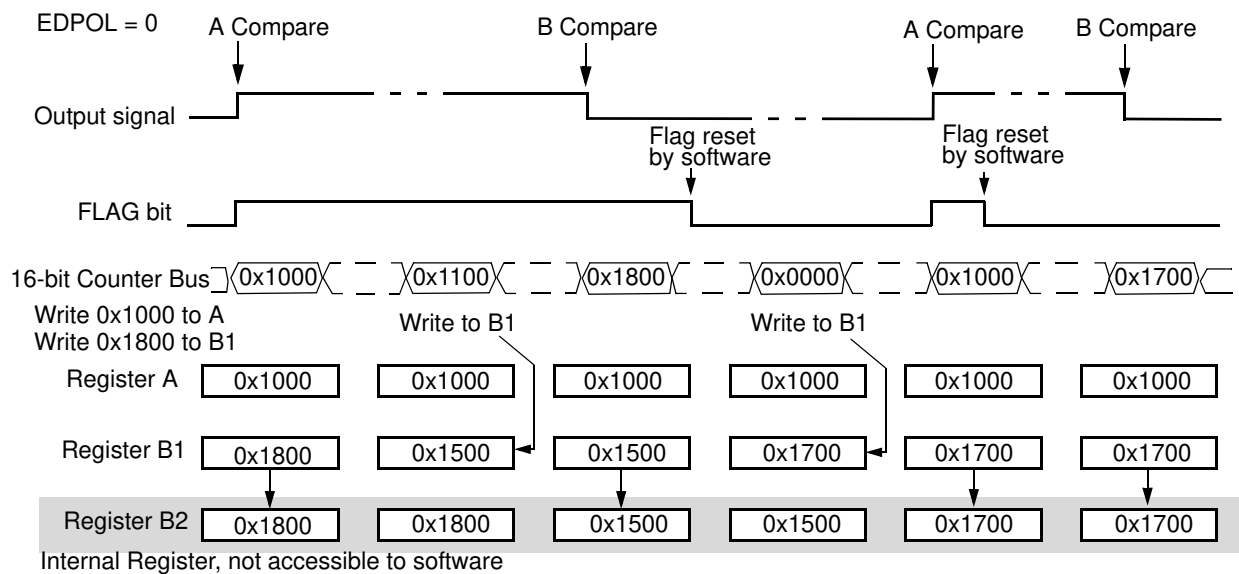 EDPOL = 0
A Compare
B Compare
A Compare
B Compare
Output signal
Flag reset
by software
Flag reset
by software
FLAG bit
16-bit Counter Bus
0x1000
0x1100
0x1800
0x0000
0x1000
0x1700
Write 0x1000 to A
Write 0x1800 to B1
Write to B1
Write to B1
Register A
0x1000
0x1000
0x1000
0x1000
0x1000
0x1000
Register B1
0x1800
0x1500
0x1500
0x1700
0x1700
0x1700
Register B2
0x1800
0x1800
0x1500
0x1500
0x1700
0x1700
Internal Register, not accessible to software